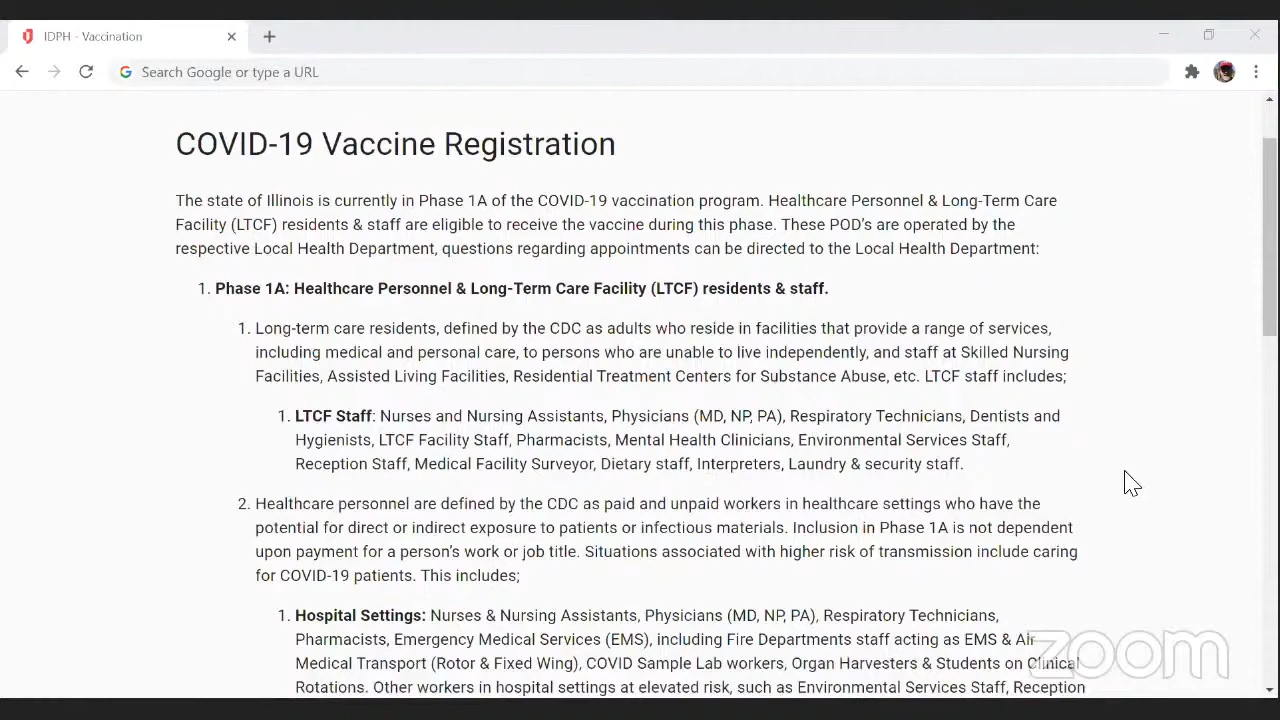 IDPH - Vaccination
Search Google or type a URL
COVID-19 Vaccine Registration
The state of Illinois is currently in Phase 1A of the COVID-19 vaccination program. Healthcare Personnel & Long-Term Care
Facility (LTCF) residents & staff are eligible to receive the vaccine during this phase. These POD's are operated by the
respective Local Health Department, questions regarding appointments can be directed to the Local Health Department:
1. Phase 1A: Healthcare Personnel & Long-Term Care Facility (LTCF) residents & staff.
1. Long-term care residents, defined by the CDC as adults who reside in facilities that provide a range of services,
including medical and personal care, to persons who are unable to live independently, and staff at Skilled Nursing
Facilities, Assisted Living Facilities, Residential Treatment Centers for Substance Abuse, etc. LTCF staff includes;
1. LTCF Staff: Nurses and Nursing Assistants, Physicians (MD, NP, PA), Respiratory Technicians, Dentists and
Hygienists, LTCF Facility Staff, Pharmacists, Mental Health Clinicians, Environmental Services Staff,
Reception Staff, Medical Facility Surveyor, Dietary staff, Interpreters, Laundry & security staff.
2. Healthcare personnel are defined by the CDC as paid and unpaid workers in healthcare settings who have the
potential for direct or indirect exposure to patients or infectious materials. Inclusion in Phase 1A is not dependent
upon payment for a person's work or job title. Situations associated with higher risk of transmission include caring
for COVID-19 patients. This includes;
1. Hospital Settings: Nurses & Nursing Assistants, Physicians (MD, NP, PA), Respiratory Technicians,
Pharmacists, Emergency Medical Services (EMS), including Fire Departments staff acting as EMS & Air
Medical Transport (Rotor & Fixed Wing), COVID Sample Lab workers, Organ Harvesters & Students on Clinical
Rotations. Other workers in hospital settings at elevated risk, such as Environmental Services Staff, Reception
zoom